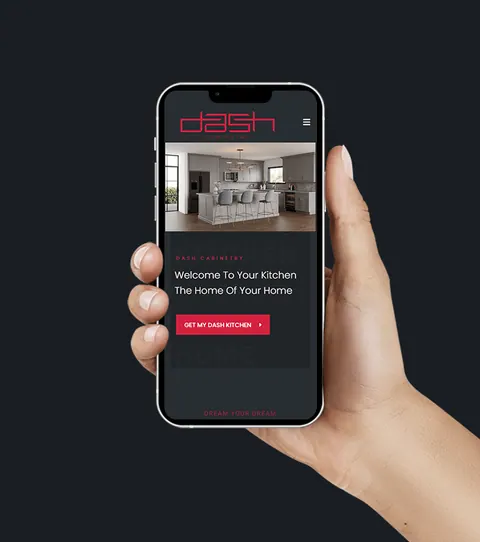 dash
DASH CABINETRY
Welcome To Your Kitchen
The Home Of Your Home
GET MY DASH KITCHEN
DREAM YOUR DREAM